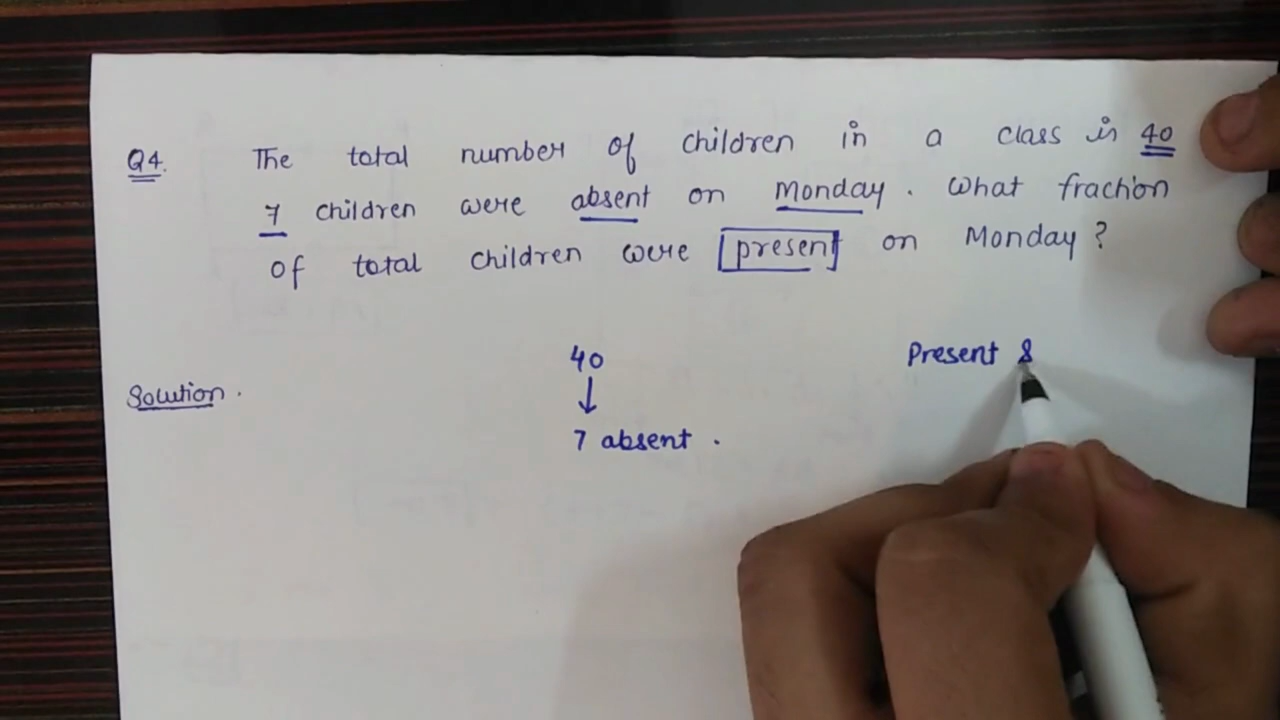 Q4. The total number of children in a class is 40
7 children were absent on Monday. What fraction
of total children were present on Monday?
Solution.
40
7 absent.
Present 8